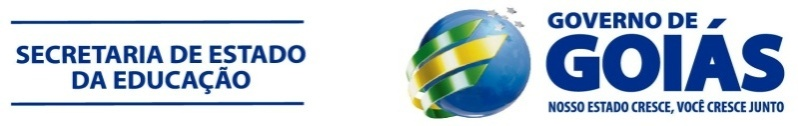 SECRETARIA DE ESTADO
DA EDUCAÇÃO
GOVERNO DE
GOIÁS
NOSSO ESTADO CRESCE, VOCÊ CRESCE JUNTO